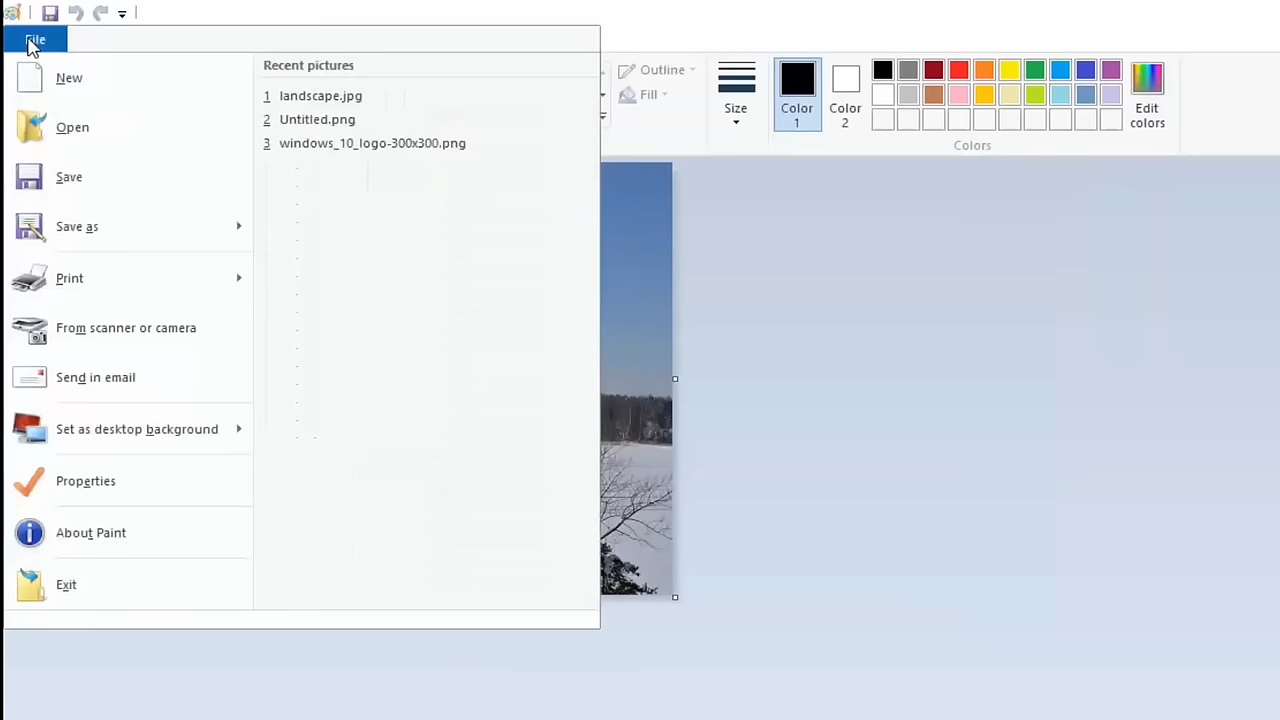 File
New
Open
Save
Save as
Print
From scanner or camera
Send in email
Set as desktop background
Properties
About Paint
Exit
Recent pictures
1 landscape.jpg
2 Untitled.png
3 windows_10_logo-300x300.png
Outline
Fill
Size
Color
1
Color
2
Edit
colors
Colors